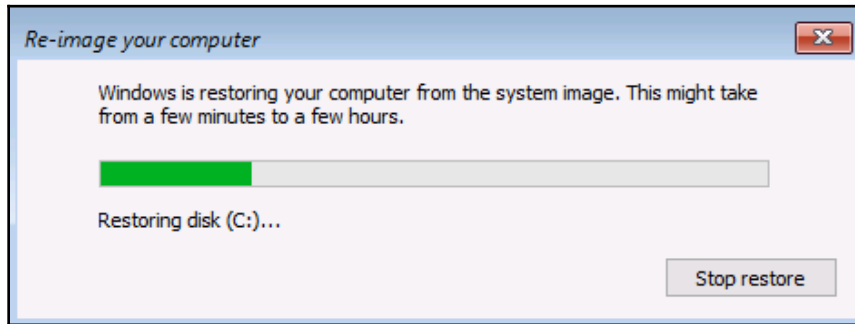 Re-image your computer
Windows is restoring your computer from the system image. This might take
from a few minutes to a few hours.
Restoring disk (C:)...
Stop restore